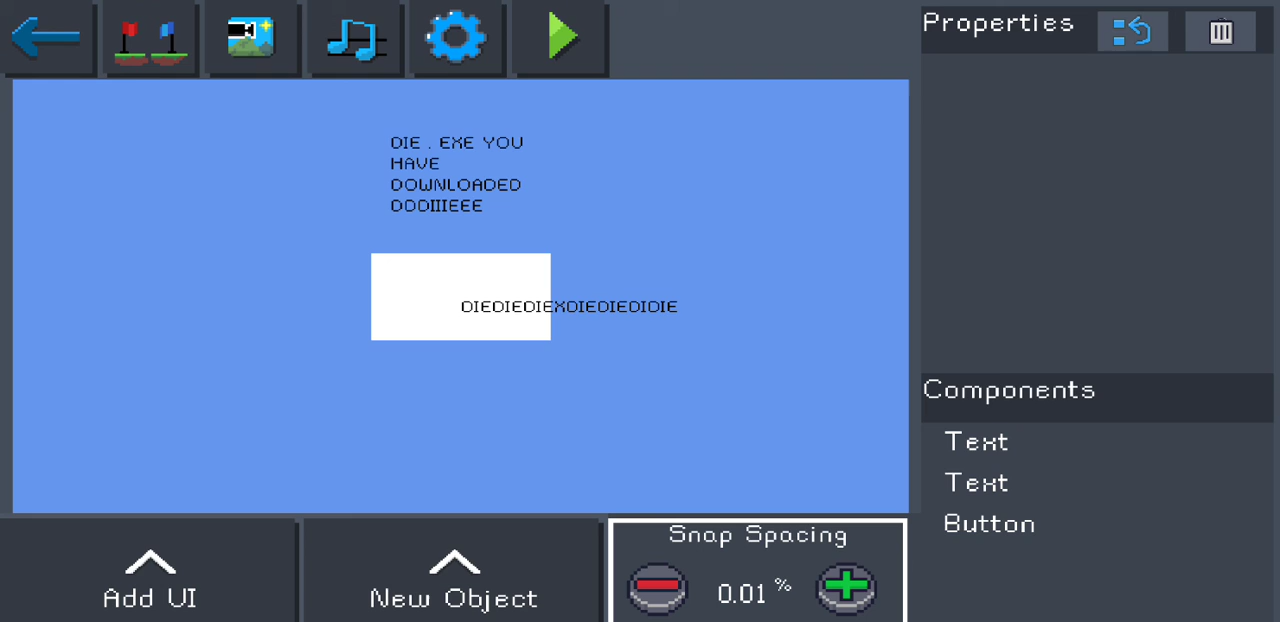 Properties
DIE . EXE YOU
HAVE
DOWNLOADED
DDDIIIEEE
DIEDIEDIEXDIEDIEDIDIE
Components
Text
Text
Button
Snap Spacing
0.01 %
Add UI
New Object